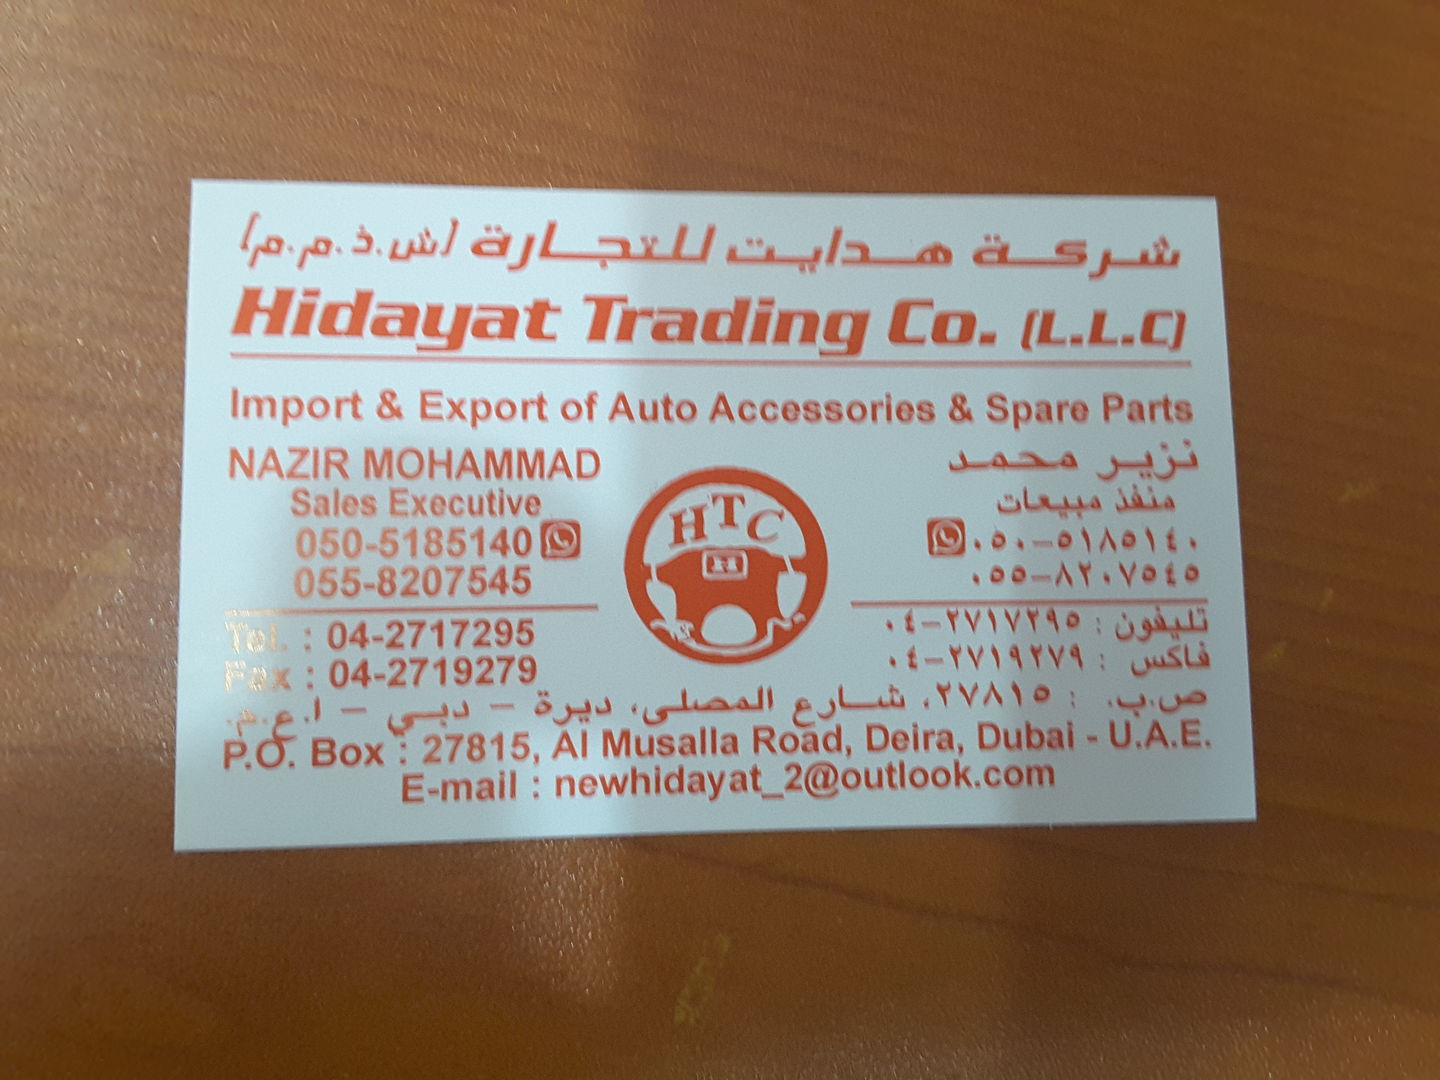 شركة هدايت للتجارة (ش.ذ.م.م)
Hidayat Trading Co. (L.L.C)
Import & Export of Auto Accessories & Spare Parts
NAZIR MOHAMMAD
Sales Executive
050-5185140
055-8207545
HTC
H
نزير محمد
منفذ مبيعات
٠٥٠-٥١٨٥١٤٠
٠٥٥-٨٢٠٧٥٤٥
Tel. : 04-2717295
Fax : 04-2719279
تليفون : ٢٧١٧٢٩٥-٠٤
فاكس : ٢٧١٩٢٧٩-٠٤
ص.ب. : ٢٧٨١٥، شارع المصلى، ديرة - دبي - ا.ع.م.
P.O. Box : 27815, Al Musalla Road, Deira, Dubai - U.A.E.
E-mail : newhidayat_2@outlook.com